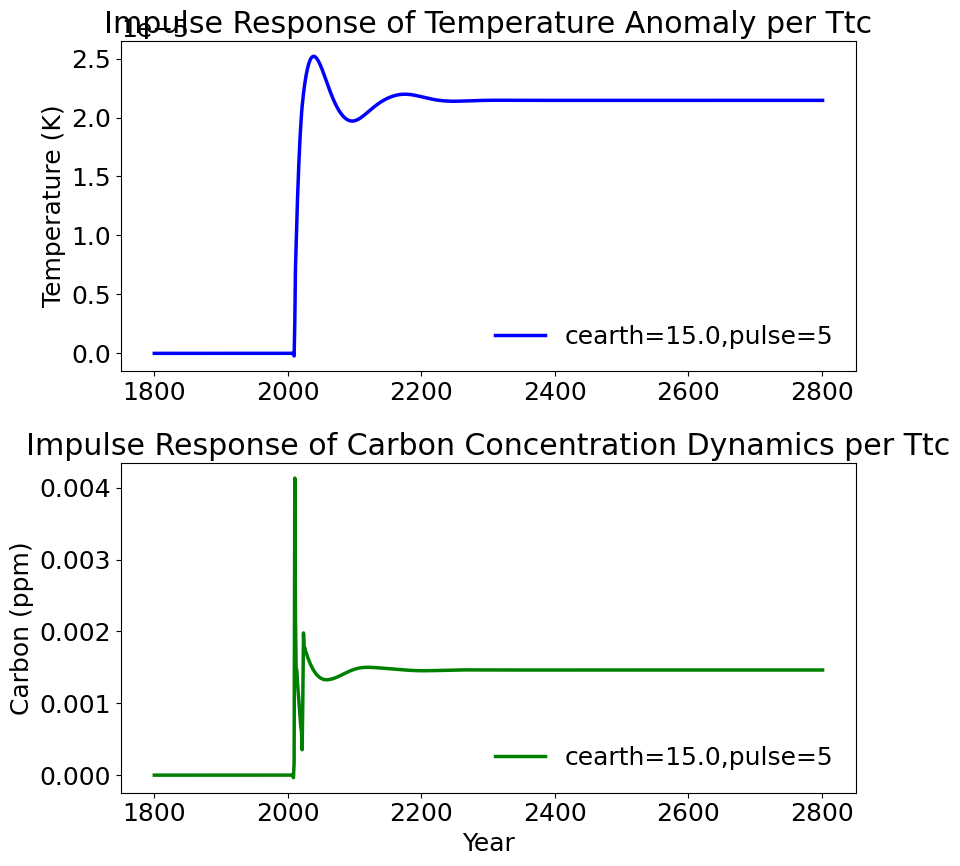 Impulse Response of Temperature Anomaly per Ttc
1e−5
2.5
2.0
1.5
1.0
0.5
0.0
Temperature (K)
cearth=15.0,pulse=5
1800 2000 2200 2400 2600 2800
Impulse Response of Carbon Concentration Dynamics per Ttc
0.004
0.003
0.002
0.001
0.000
Carbon (ppm)
cearth=15.0,pulse=5
1800 2000 2200 2400 2600 2800
Year